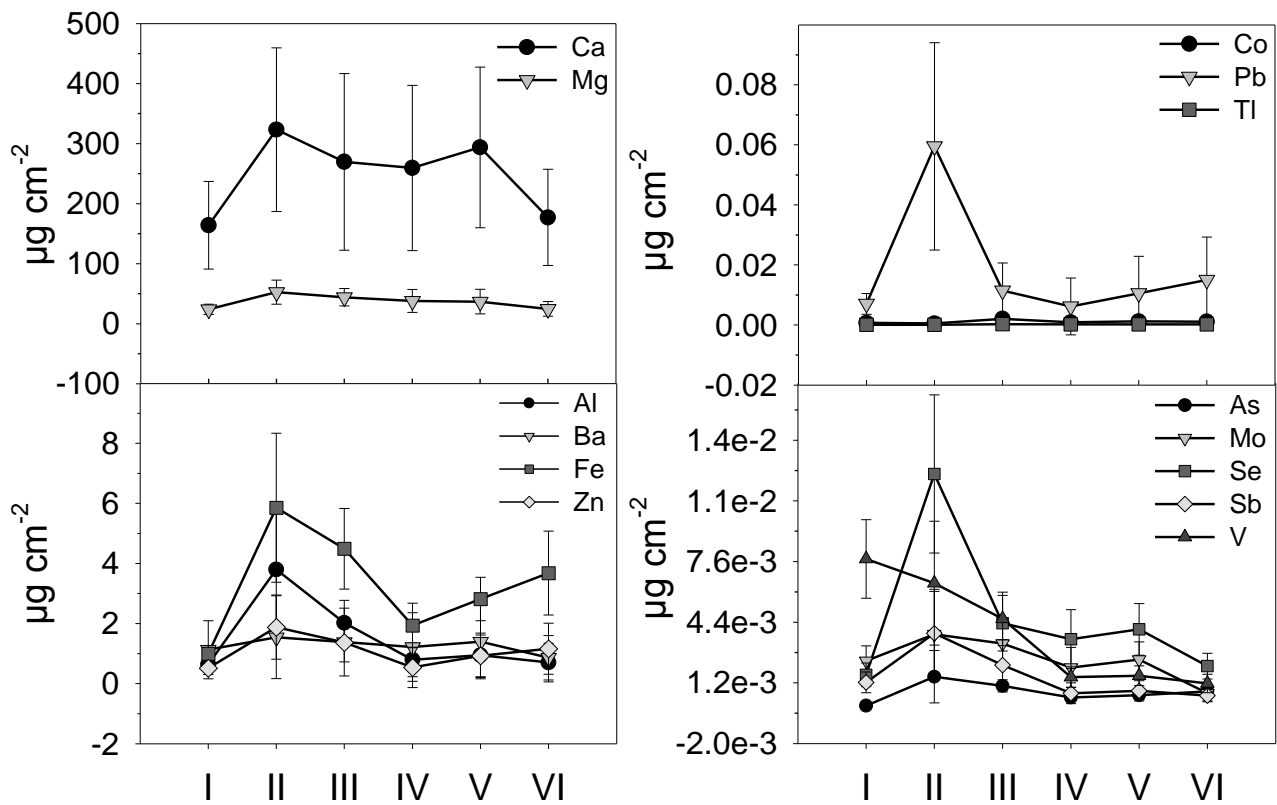 500
400
300
200
100
0
-100
µg cm-2
Ca
Mg
0.08
0.06
0.04
0.02
0.00
-0.02
µg cm-2
Co
Pb
Tl
8
6
4
2
0
-2
µg cm-2
Al
Ba
Fe
Zn
I II III IV V VI
1.4e-2
1.1e-2
7.6e-3
4.4e-3
1.2e-3
-2.0e-3
µg cm-2
As
Mo
Se
Sb
V
I II III IV V VI